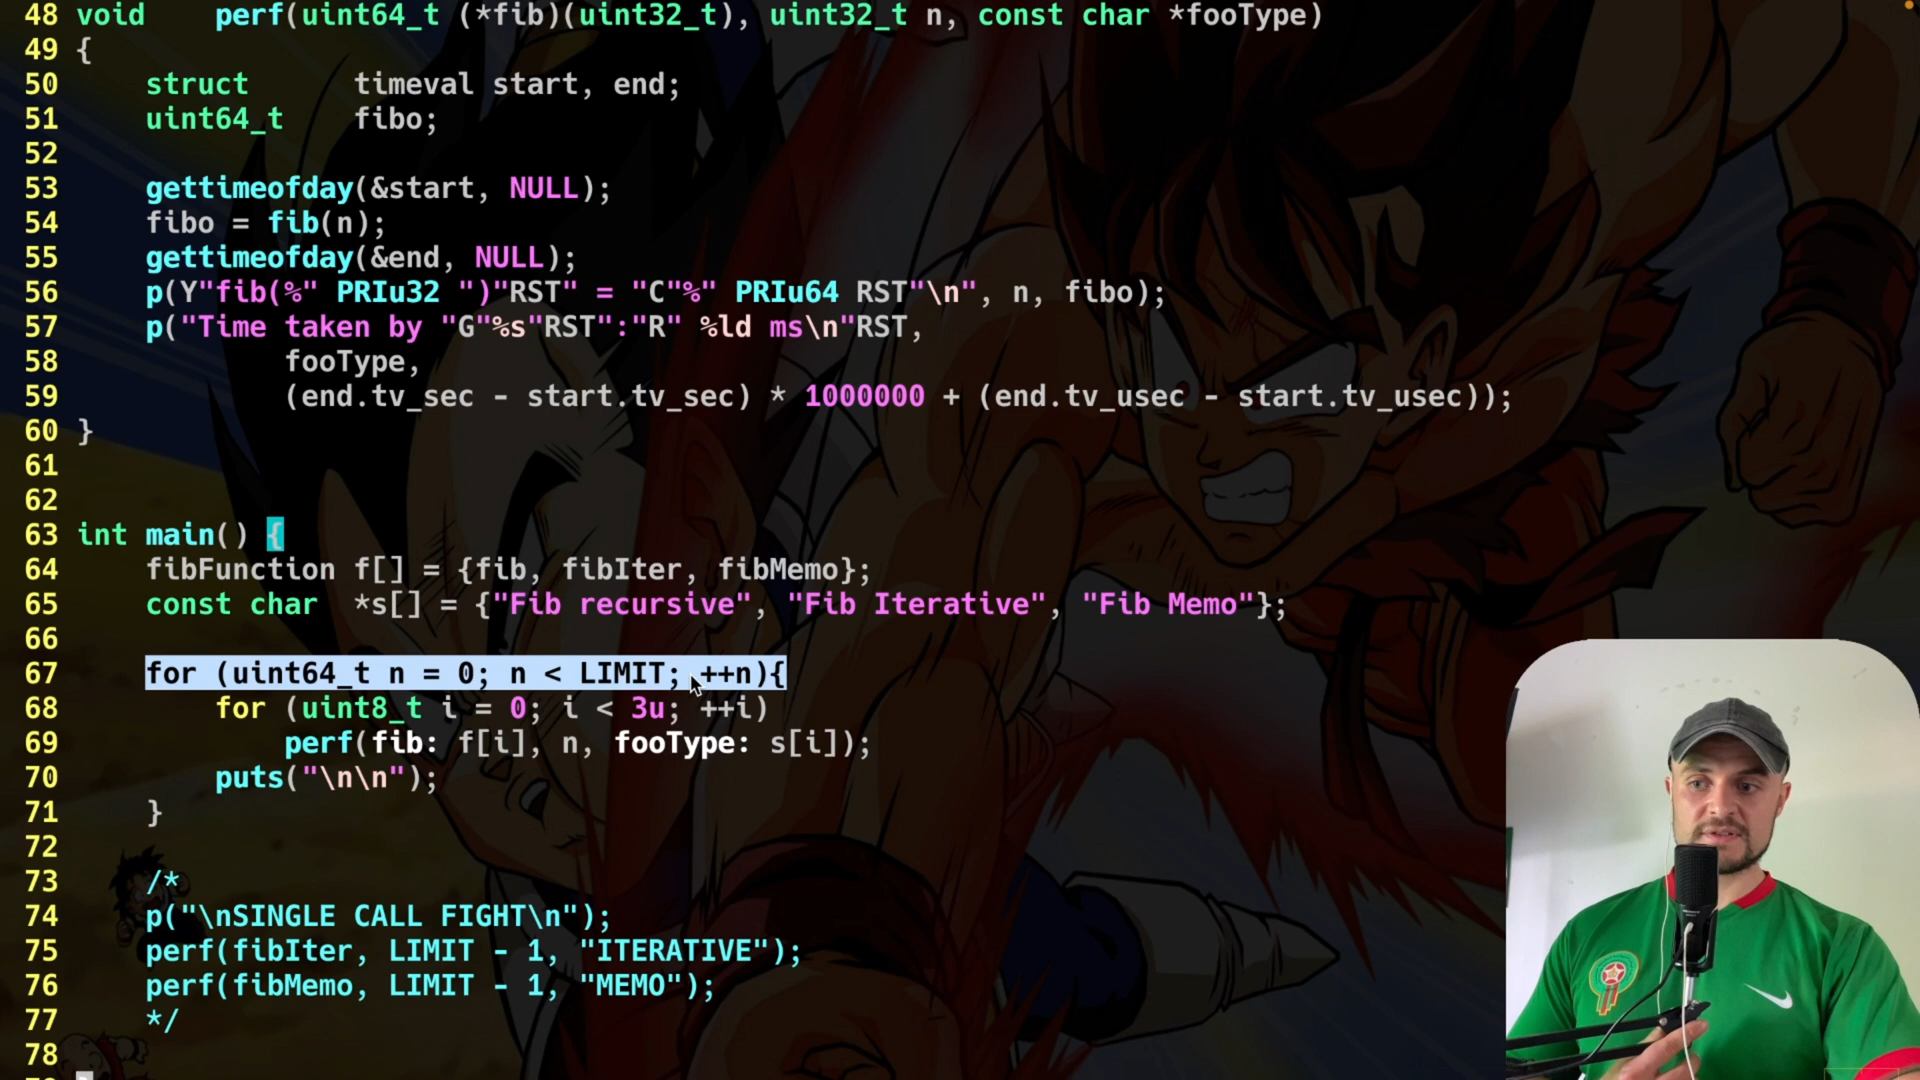 48 void    perf(uint64_t (*fib)(uint32_t), uint32_t n, const char *fooType)
49 {
50     struct      timeval start, end;
51     uint64_t    fibo;
52
53     gettimeofday(&start, NULL);
54     fibo = fib(n);
55     gettimeofday(&end, NULL);
56     p(Y"fib(%" PRIu32 ")"RST" = "C"%" PRIu64 RST"\n", n, fibo);
57     p("Time taken by "G"%s"RST":"R" %ld ms\n"RST,
58             fooType,
59             (end.tv_sec - start.tv_sec) * 1000000 + (end.tv_usec - start.tv_usec));
60 }
61
62
63 int main() {
64     fibFunction f[] = {fib, fibIter, fibMemo};
65     const char  *s[] = {"Fib recursive", "Fib Iterative", "Fib Memo"};
66
67     for (uint64_t n = 0; n < LIMIT; ++n){
68         for (uint8_t i = 0; i < 3u; ++i)
69             perf(fib: f[i], n, fooType: s[i]);
70         puts("\n\n");
71     }
72
73     /*
74     p("\nSINGLE CALL FIGHT\n");
75     perf(fibIter, LIMIT - 1, "ITERATIVE");
76     perf(fibMemo, LIMIT - 1, "MEMO");
77     */
78